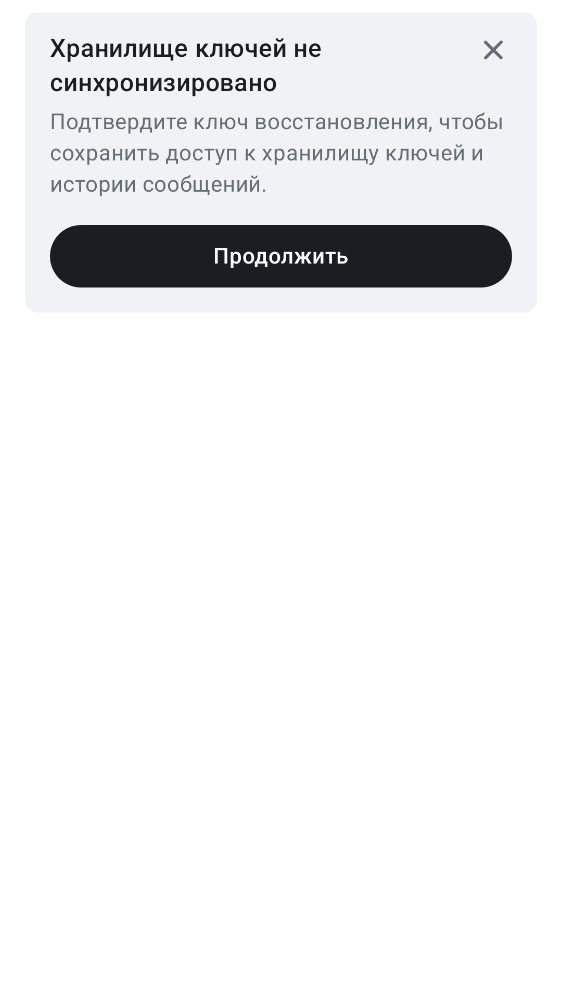 Хранилище ключей не
синхронизировано
Подтвердите ключ восстановления, чтобы
сохранить доступ к хранилищу ключей и
истории сообщений.
Продолжить